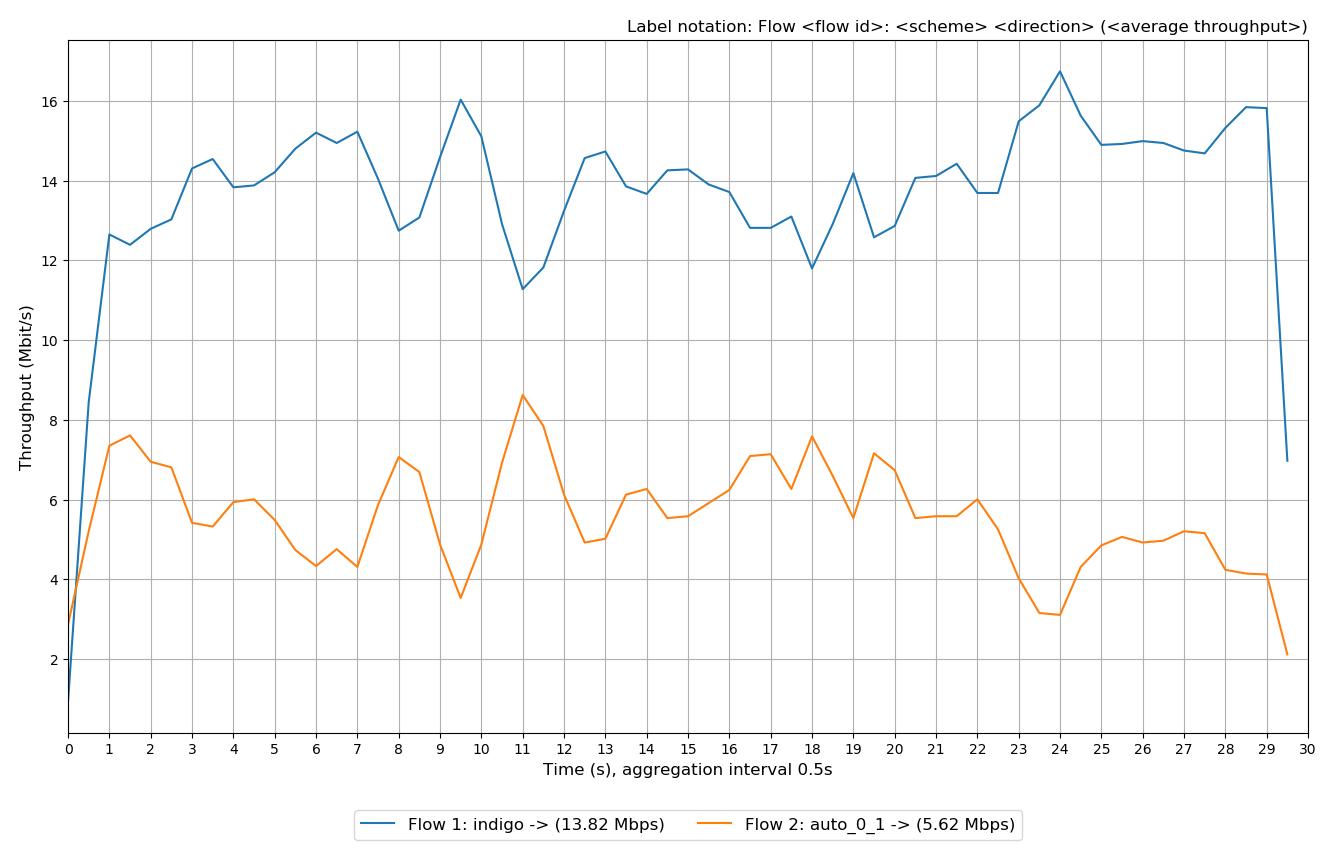 Label notation: Flow <flow id>: <scheme> <direction> (<average throughput>)
Throughput (Mbit/s)
16
14
12
10
8
6
4
2
0 1 2 3 4 5 6 7 8 9 10 11 12 13 14 15 16 17 18 19 20 21 22 23 24 25 26 27 28 29 30
Time (s), aggregation interval 0.5s
Flow 1: indigo -> (13.82 Mbps) Flow 2: auto_0_1 -> (5.62 Mbps)